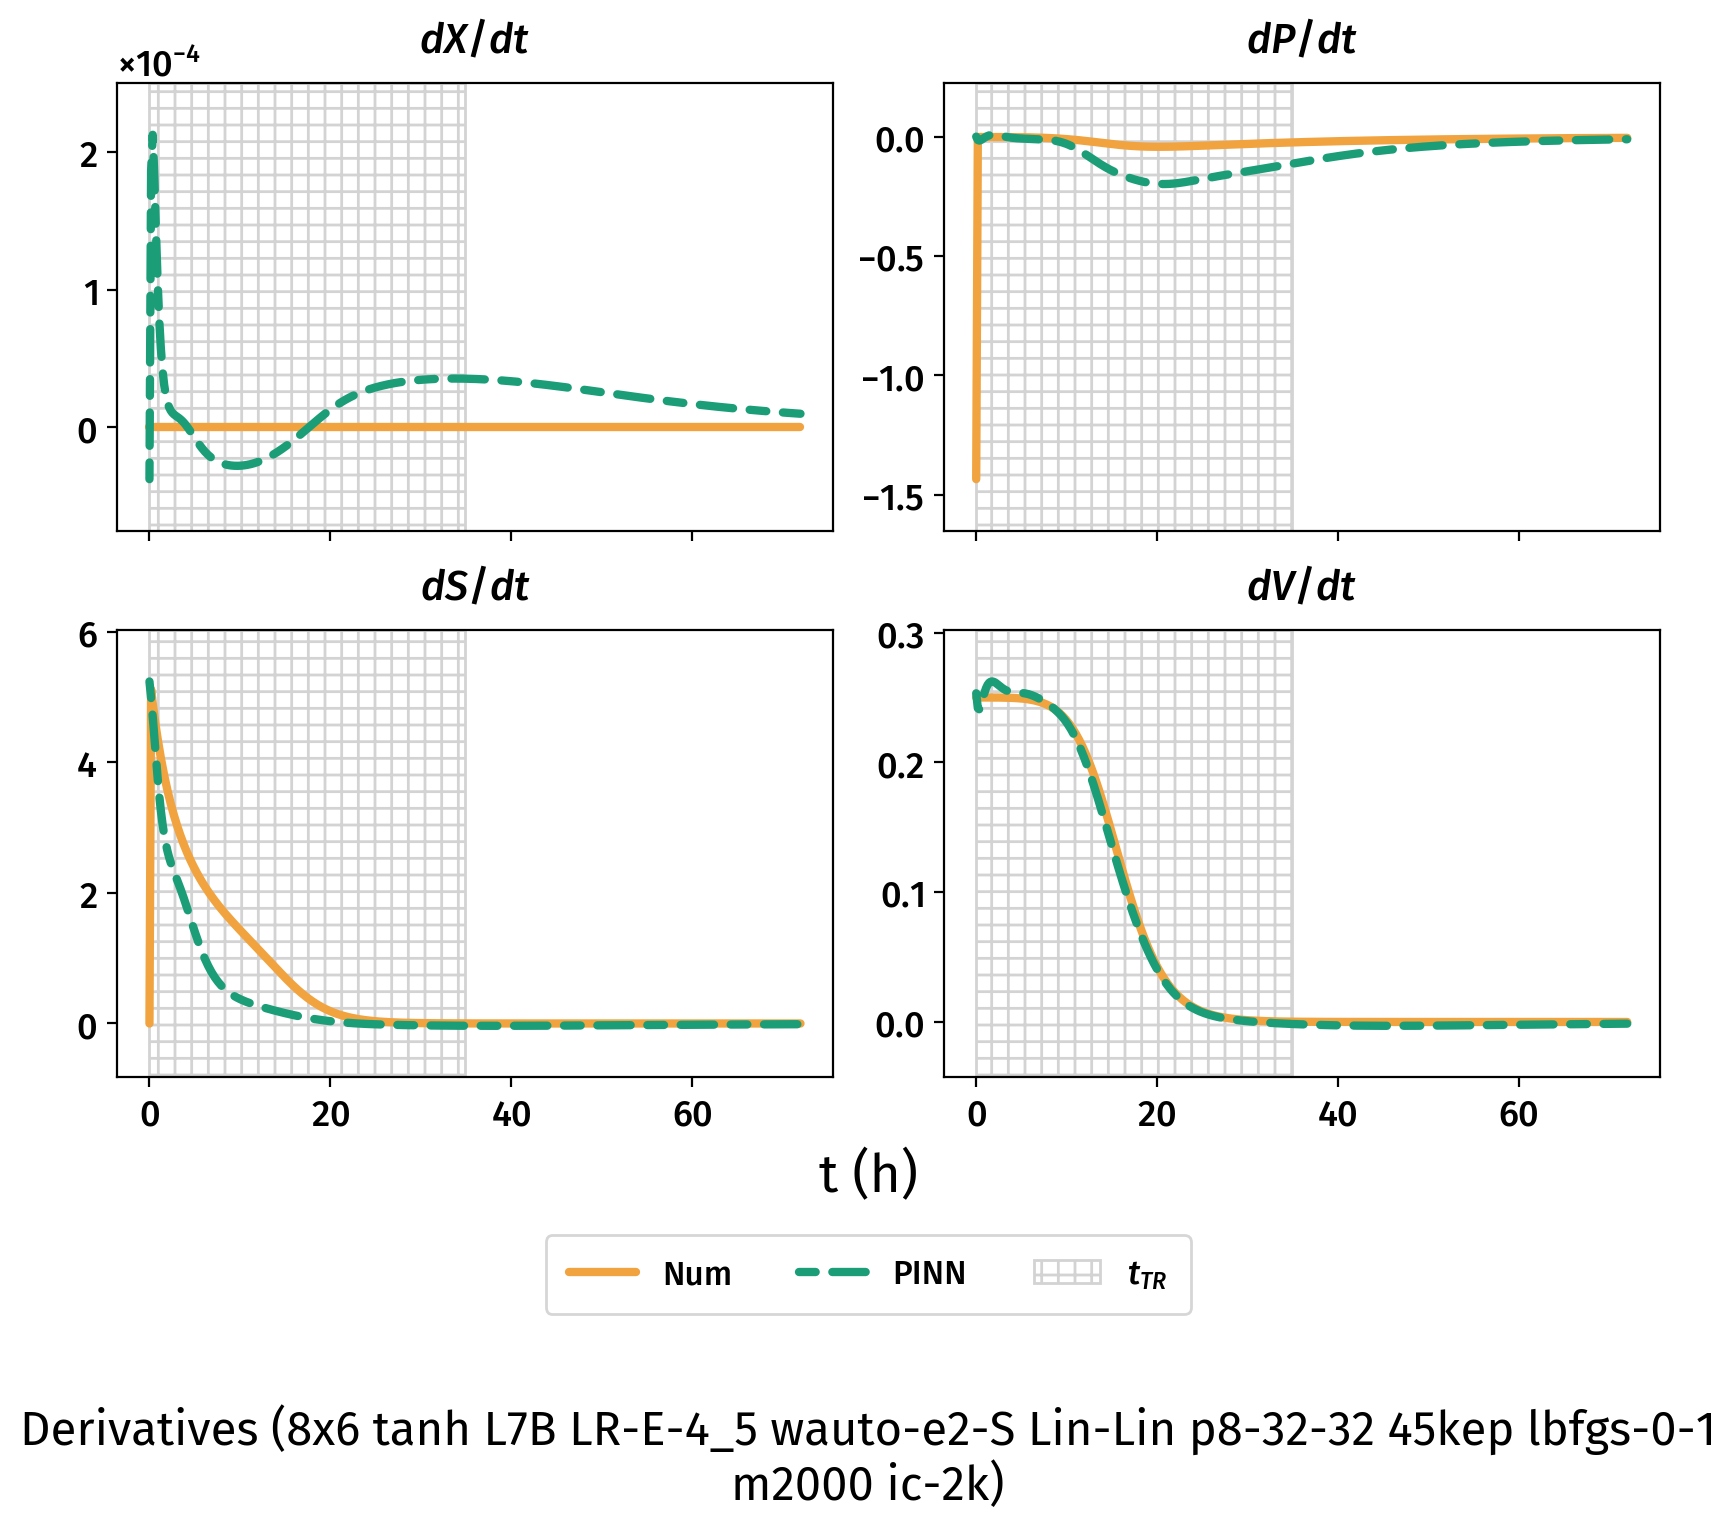 dX/dt
dP/dt
×10⁻⁴
2
1
0
0.0
−0.5
−1.0
−1.5
dS/dt
dV/dt
6
4
2
0
0.3
0.2
0.1
0.0
0 20 40 60
0 20 40 60
t (h)
Num PINN t_TR
Derivatives (8x6 tanh L7B LR-E-4_5 wauto-e2-S Lin-Lin p8-32-32 45kep lbfgs-0-1
m2000 ic-2k)